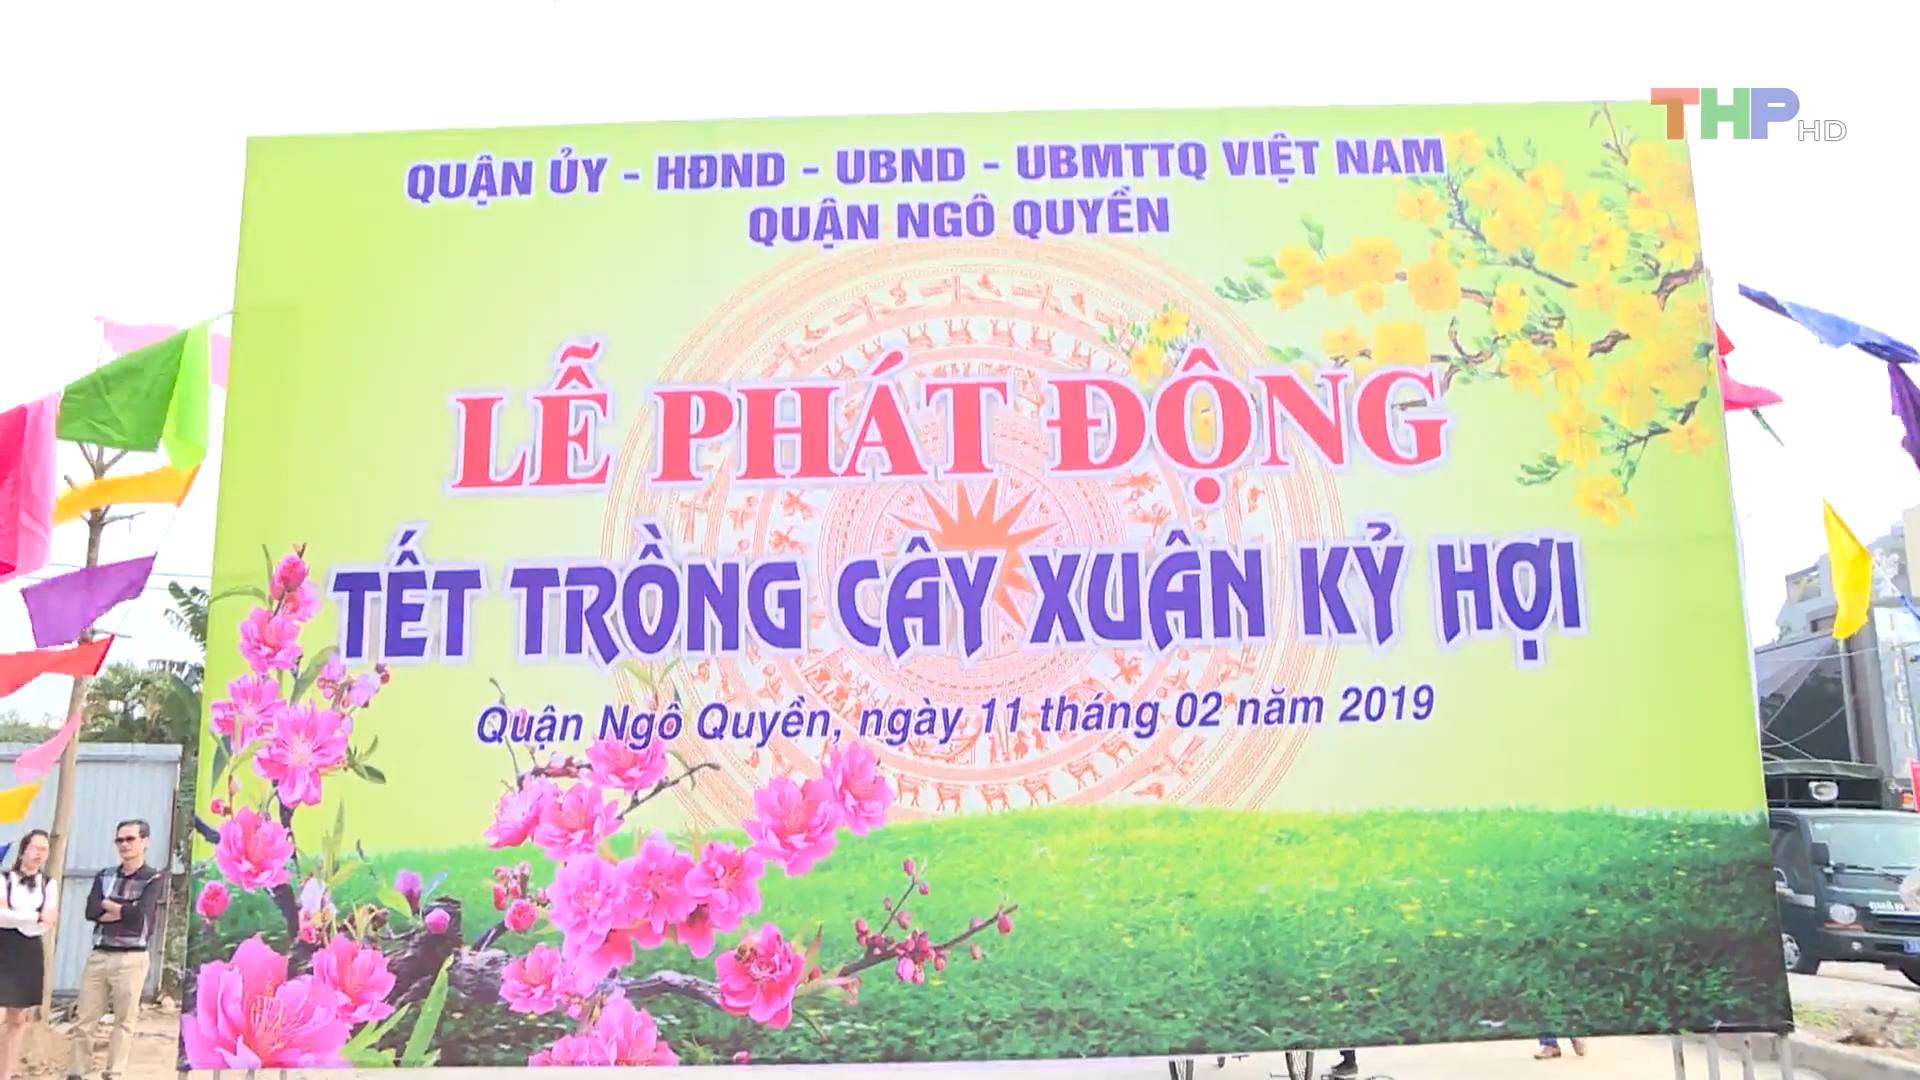 THP HD
QUẬN ỦY - HĐND - UBND - UBMTTQ VIỆT NAM
QUẬN NGÔ QUYỀN
LỄ PHÁT ĐỘNG
TẾT TRỒNG CÂY XUÂN KỶ HỢI
Quận Ngô Quyền, ngày 11 tháng 02 năm 2019